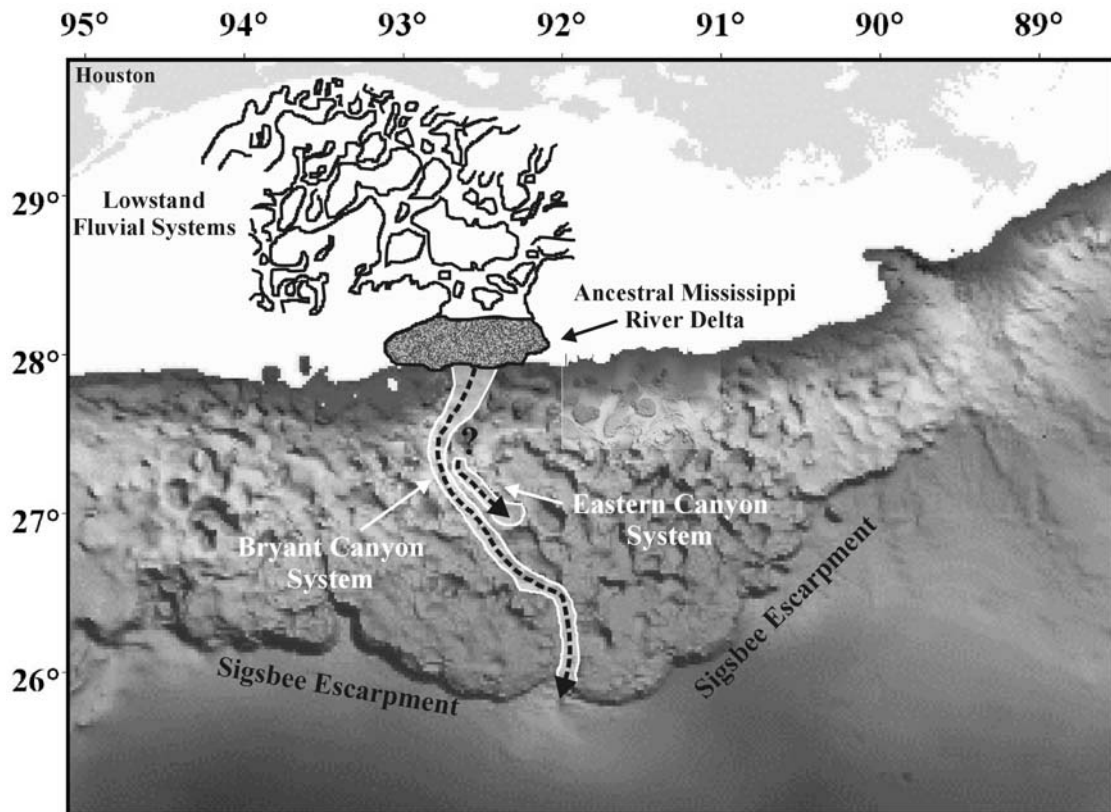 95° 94° 93° 92° 91° 90° 89°
Houston
29°
Lowstand
Fluvial Systems
Ancestral Mississippi
River Delta
28°
?
27°
Eastern Canyon
System
Bryant Canyon
System
26°
Sigsbee Escarpment
Sigsbee Escarpment